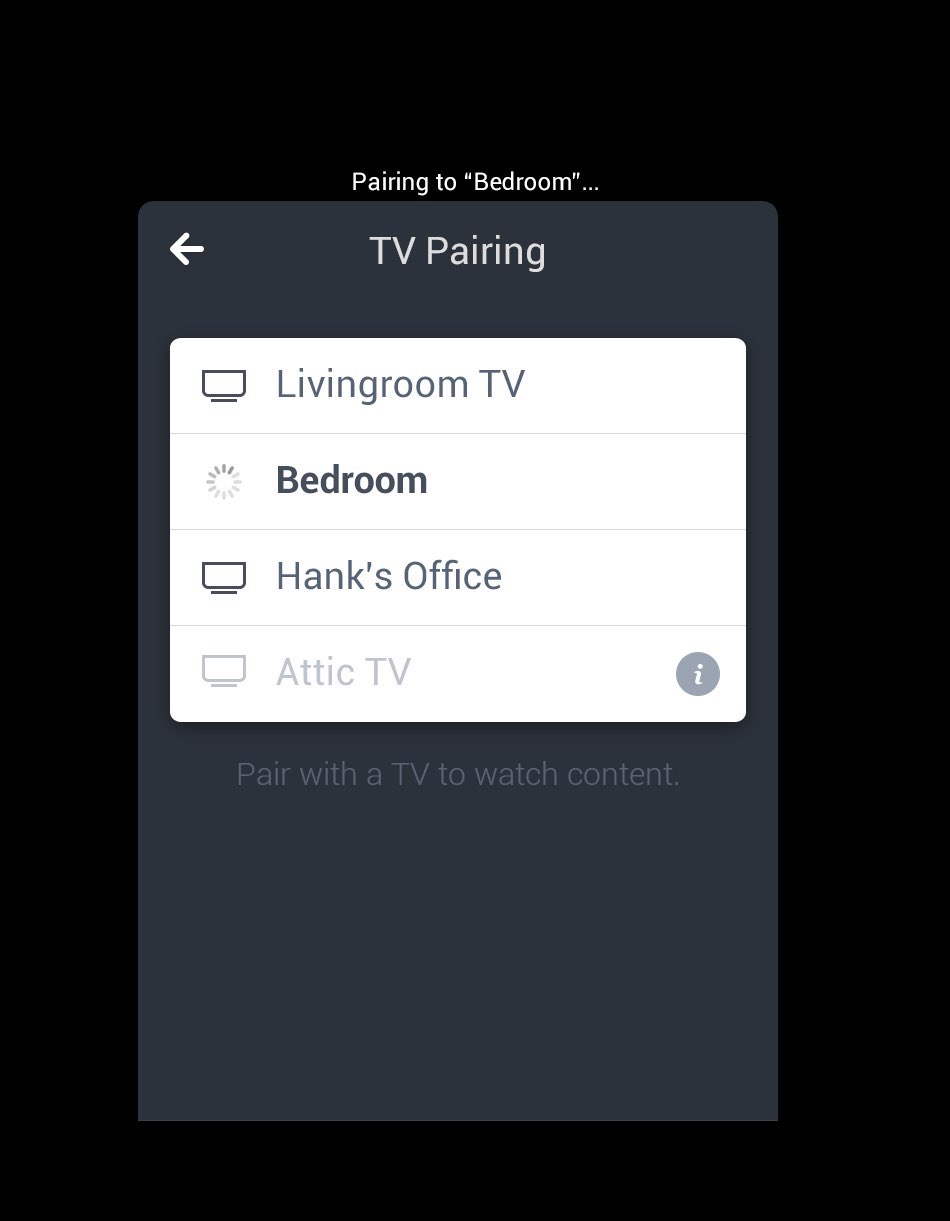 Pairing to “Bedroom”...
TV Pairing
Livingroom TV
Bedroom
Hank's Office
Attic TV
i
Pair with a TV to watch content.